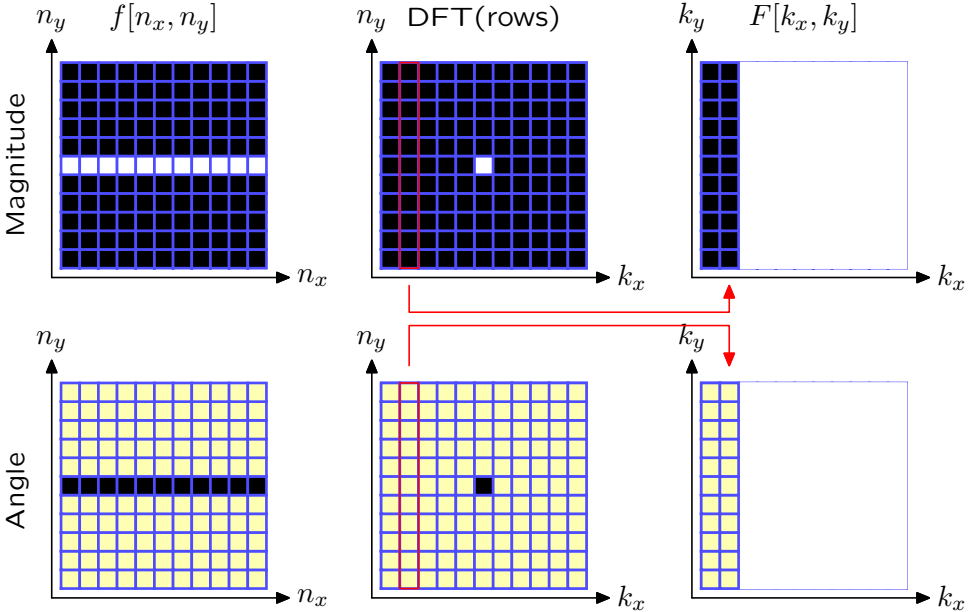 n_y f[n_x, n_y] n_y DFT(rows) k_y F[k_x, k_y]
Magnitude
n_x k_x k_x
n_y n_y k_y
Angle
n_x k_x k_x